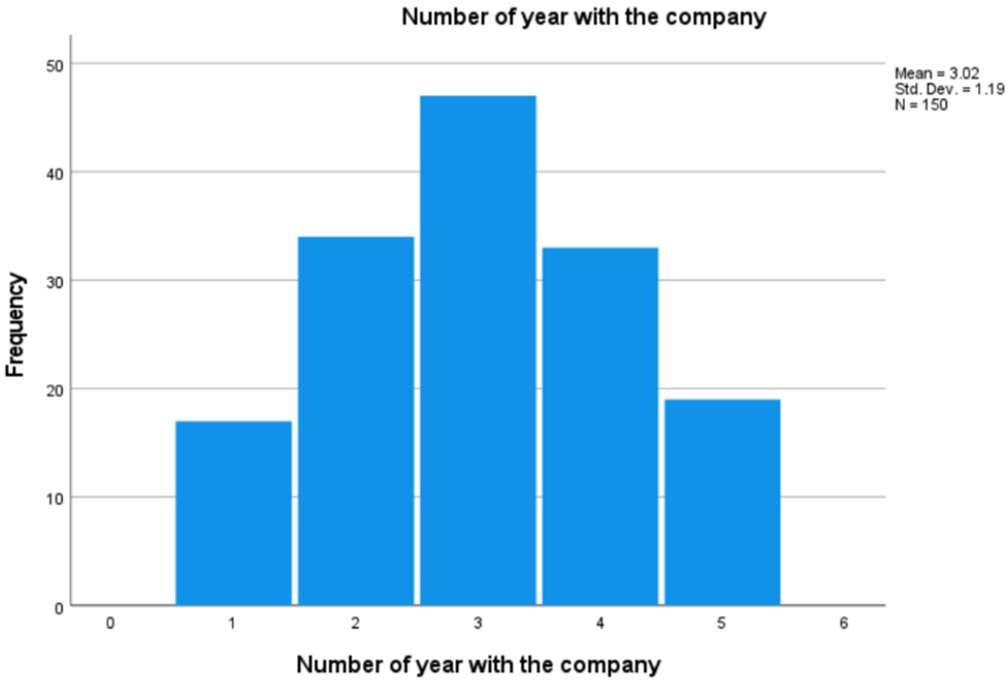 Number of year with the company
Mean = 3.02
Std. Dev. = 1.19
N = 150
Frequency
50
40
30
20
10
0
0 1 2 3 4 5 6
Number of year with the company